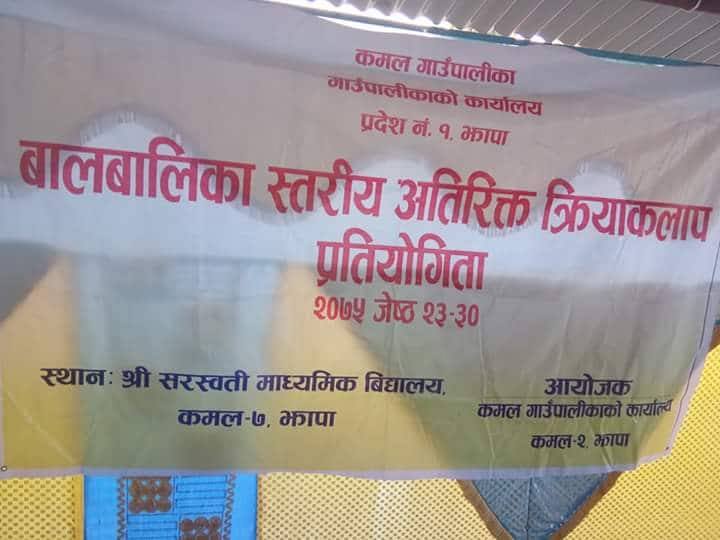 कमल गाउँपालीका
गाउँपालीकाको कार्यालय
प्रदेश नं. १, झापा
बालबालिका स्तरीय अतिरिक्त क्रियाकलाप
प्रतियोगिता
२०७५ जेष्ठ २३-३०
स्थान: श्री सरस्वती माध्यमिक बिद्यालय,
कमल-७, झापा
आयोजक
कमल गाउँपालीकाको कार्याल्य
कमल-२, झापा